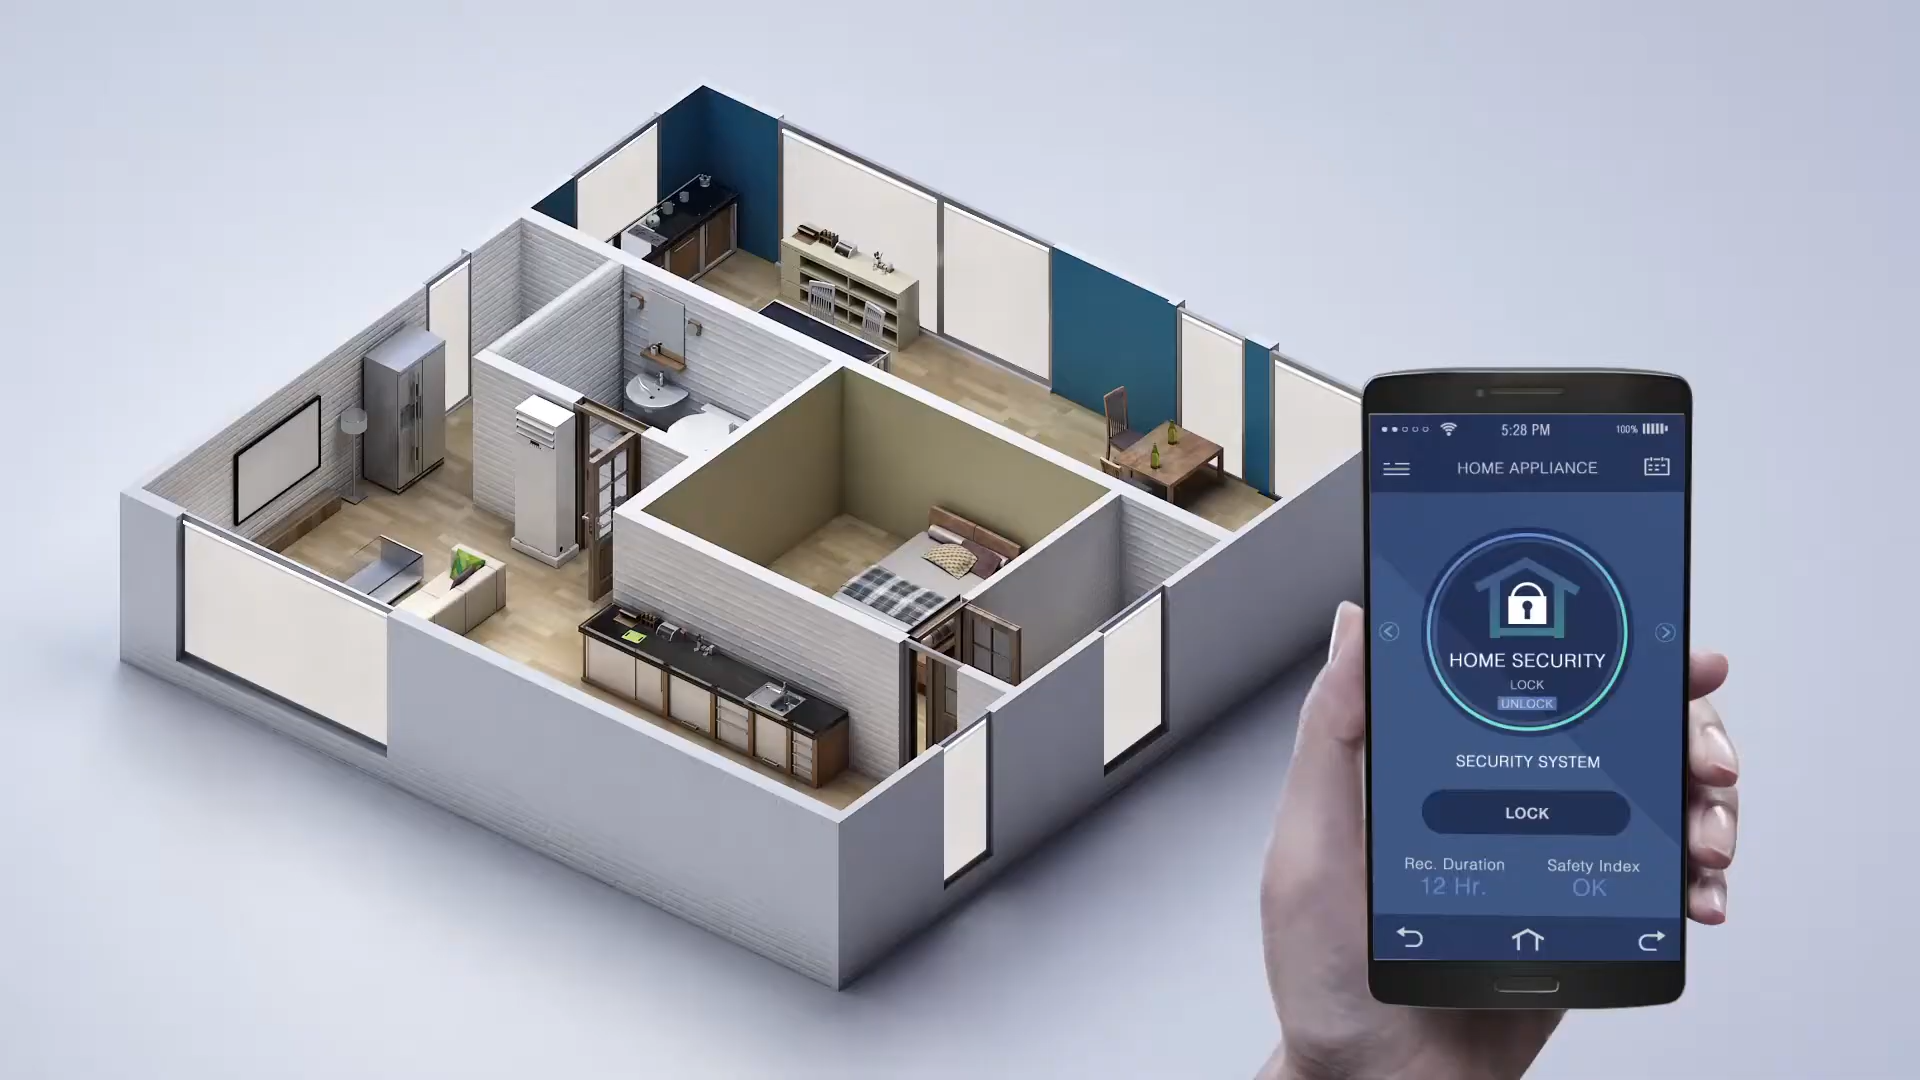 5:28 PM
100%
HOME APPLIANCE
HOME SECURITY
LOCK
UNLOCK
SECURITY SYSTEM
LOCK
Rec. Duration
Safety Index
12 Hr.
OK